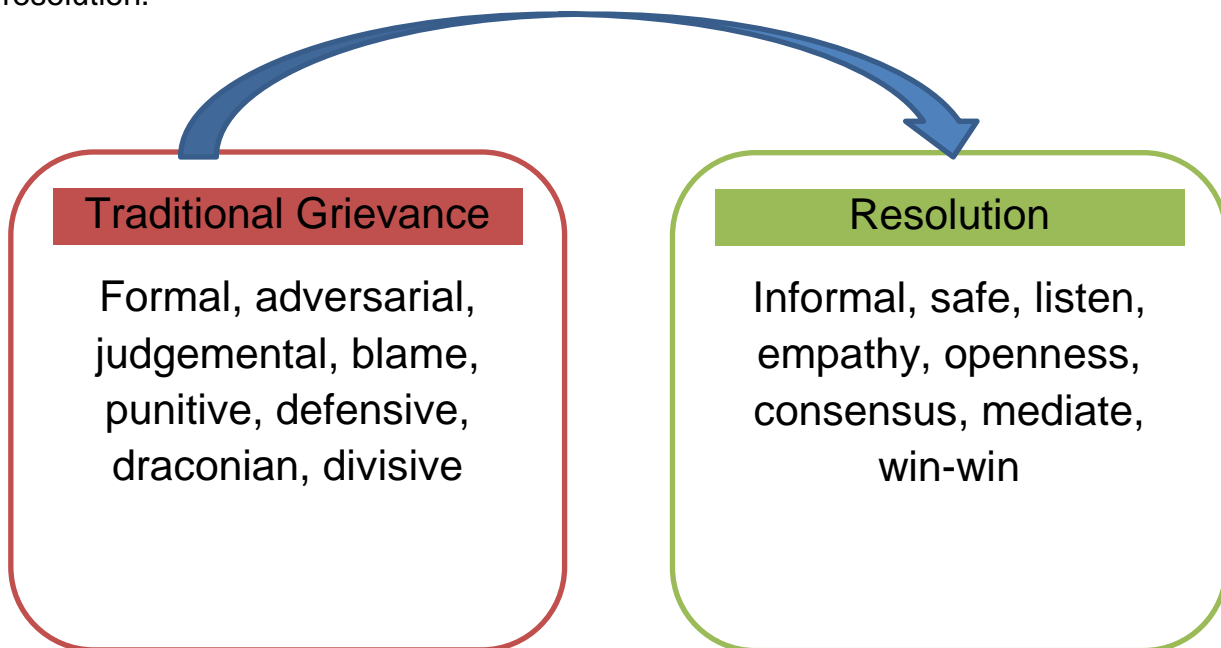 resolution.
Traditional Grievance
Formal, adversarial,
judgemental, blame,
punitive, defensive,
draconian, divisive
Resolution
Informal, safe, listen,
empathy, openness,
consensus, mediate,
win-win